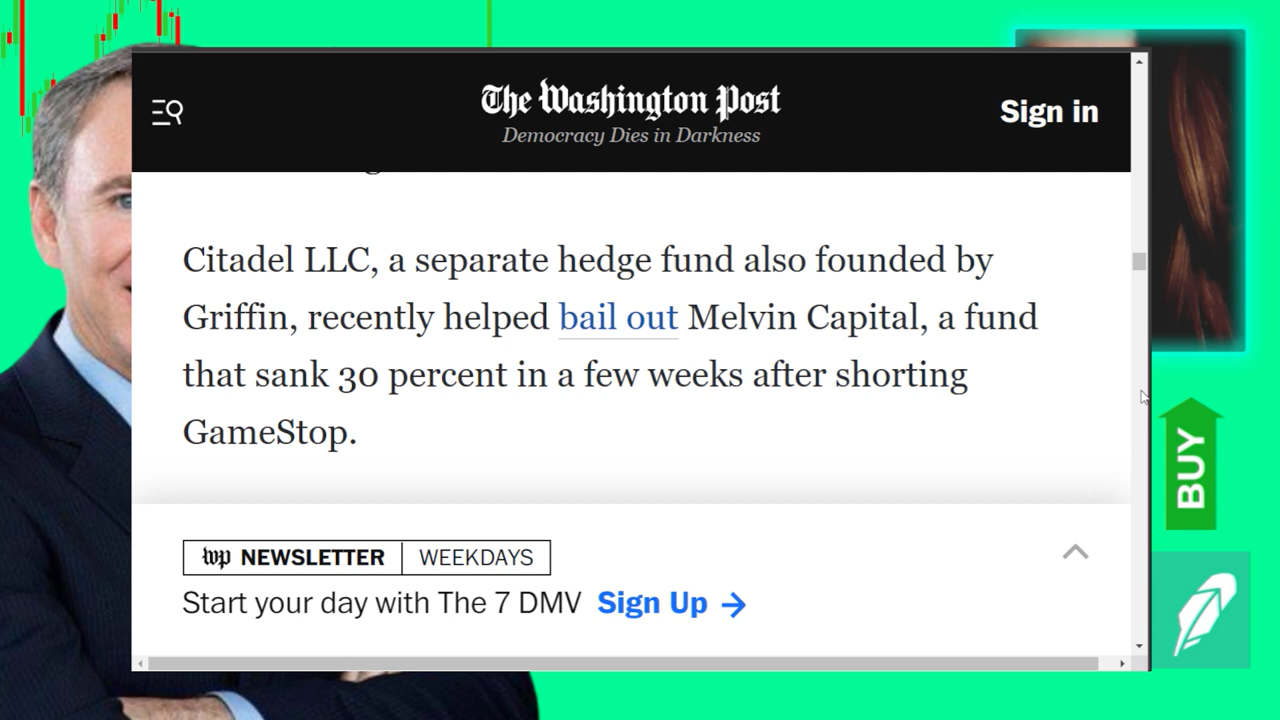 The Washington Post
Democracy Dies in Darkness
Sign in
Citadel LLC, a separate hedge fund also founded by
Griffin, recently helped bail out Melvin Capital, a fund
that sank 30 percent in a few weeks after shorting
GameStop.
BUY
wp NEWSLETTER WEEKDAYS
Start your day with The 7 DMV Sign Up →